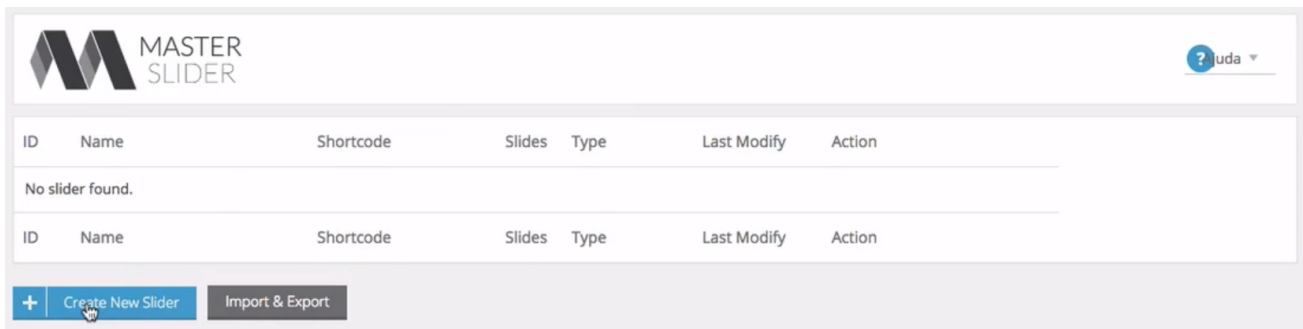 MASTER
SLIDER
? Ajuda
ID Name Shortcode Slides Type Last Modify Action
No slider found.
ID Name Shortcode Slides Type Last Modify Action
+ Create New Slider Import & Export